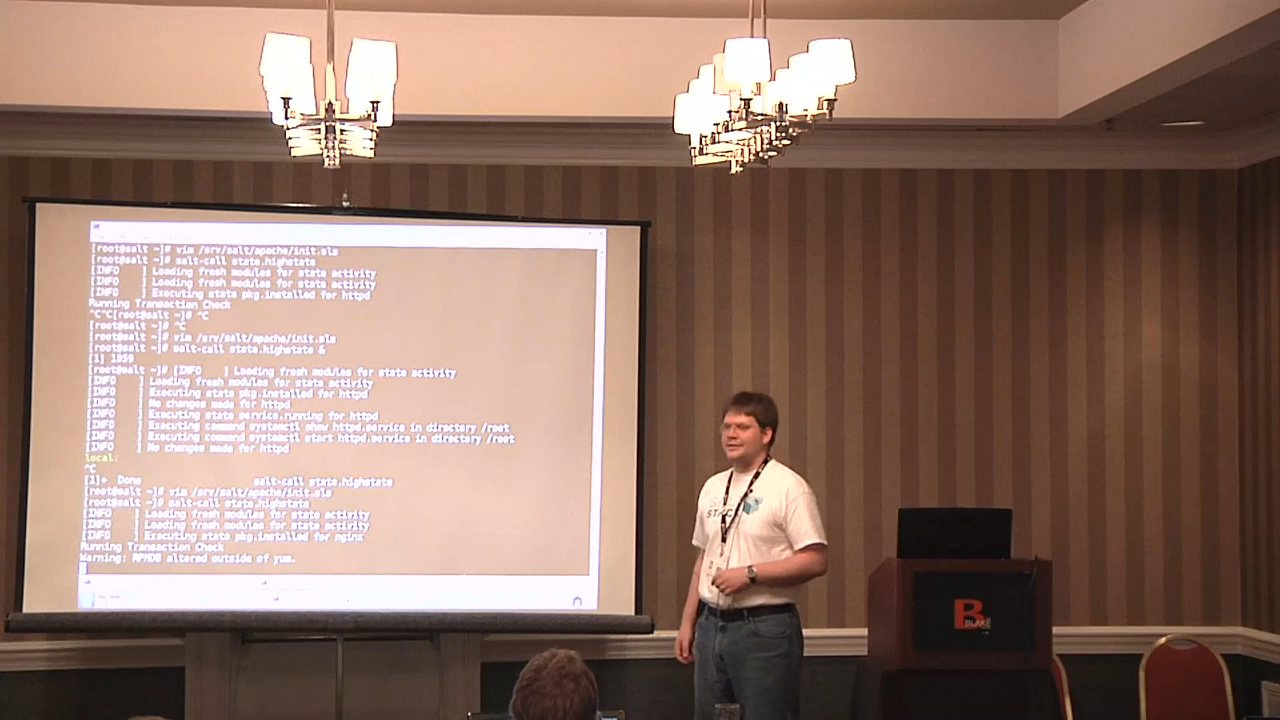 [root@salt ~]# vim /srv/salt/apache/init.sls
[root@salt ~]# salt-call state.highstate
[INFO    ] Loading fresh modules for state activity
[INFO    ] Loading fresh modules for state activity
[INFO    ] Executing state pkg.installed for httpd
Running Transaction Check
^C^C[root@salt ~]# ^C
[root@salt ~]# ^C
[root@salt ~]# vim /srv/salt/apache/init.sls
[root@salt ~]# salt-call state.highstate &
[1] 1859
[root@salt ~]# [INFO    ] Loading fresh modules for state activity
[INFO    ] Loading fresh modules for state activity
[INFO    ] Executing state pkg.installed for httpd
[INFO    ] No changes made for httpd
[INFO    ] Executing state service.running for httpd
[INFO    ] Executing command systemctl show httpd.service in directory /root
[INFO    ] Executing command systemctl start httpd.service in directory /root
[INFO    ] No changes made for httpd
local:
^C
[1]+  Done                    salt-call state.highstate
[root@salt ~]# vim /srv/salt/apache/init.sls
[root@salt ~]# salt-call state.highstate
[INFO    ] Loading fresh modules for state activity
[INFO    ] Loading fresh modules for state activity
[INFO    ] Executing state pkg.installed for nginx
Running Transaction Check
Warning: RPMDB altered outside of yum.
B
BLAKE